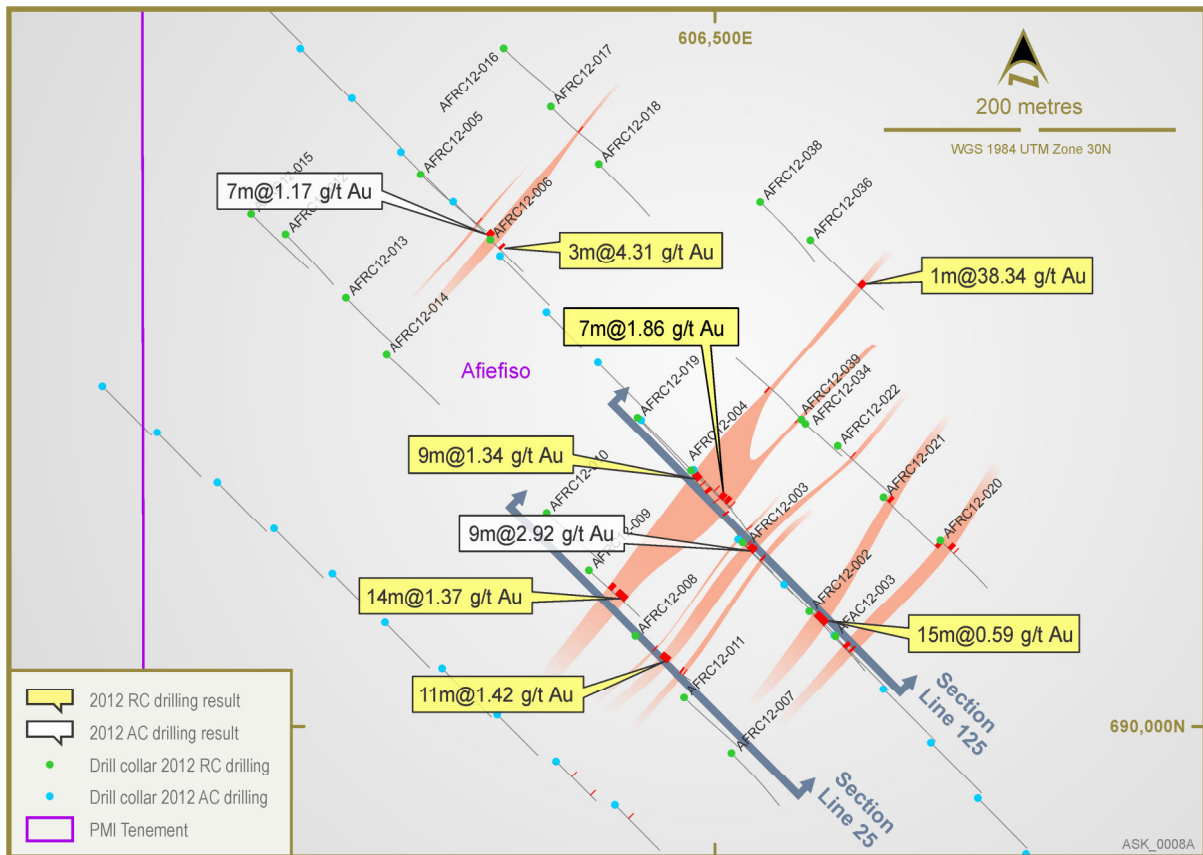 606,500E
200 metres
WGS 1984 UTM Zone 30N
AFRC12-016
AFRC12-017
AFRC12-018
AFRC12-005
AFRC12-006
AFRC12-013
AFRC12-014
AFRC12-038
AFRC12-036
7m@1.17 g/t Au
3m@4.31 g/t Au
1m@38.34 g/t Au
7m@1.86 g/t Au
Afiefiso
AFRC12-019
AFRC12-004
AFRC12-039
AFRC12-034
AFRC12-022
AFRC12-021
AFRC12-020
9m@1.34 g/t Au
AFRC12-010
AFRC12-009
AFRC12-003
9m@2.92 g/t Au
AFRC12-008
AFRC12-002
AFAC12-003
14m@1.37 g/t Au
15m@0.59 g/t Au
11m@1.42 g/t Au
AFRC12-011
AFRC12-007
Section
Line 125
Section
Line 25
690,000N
2012 RC drilling result
2012 AC drilling result
Drill collar 2012 RC drilling
Drill collar 2012 AC drilling
PMI Tenement
ASK_0008A